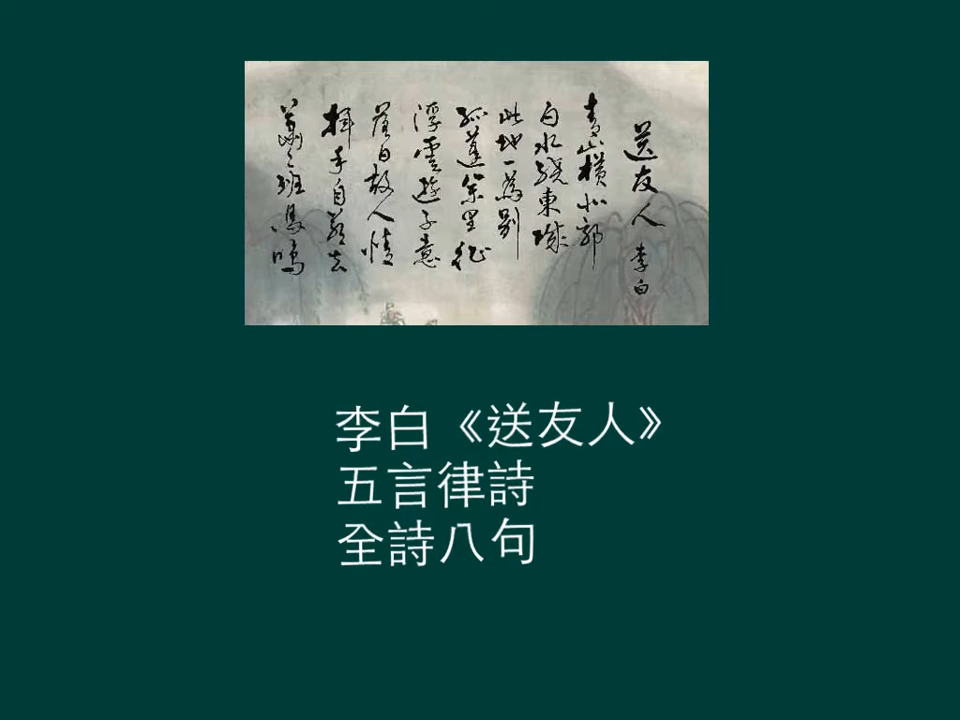 送友人 李白
青山橫北郭
白水繞東城
此地一為別
孤蓬萬里征
浮雲遊子意
落日故人情
揮手自茲去
蕭蕭班馬鳴
李白《送友人》
五言律詩
全詩八句